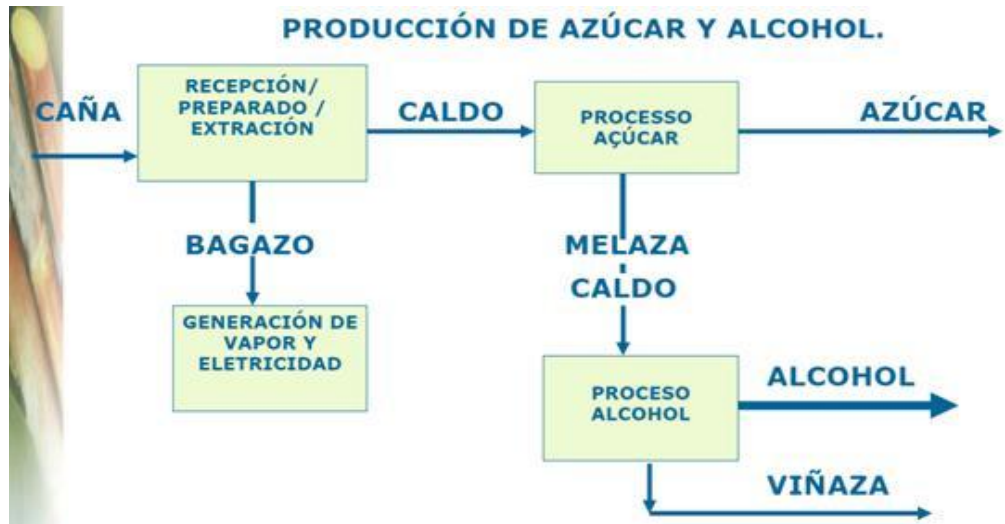 PRODUCCIÓN DE AZÚCAR Y ALCOHOL.
CAÑA
RECEPCIÓN/
PREPARADO /
EXTRACIÓN
CALDO
PROCESSO
AÇÚCAR
AZÚCAR
BAGAZO
MELAZA
CALDO
GENERACIÓN DE
VAPOR Y
ELETRICIDAD
PROCESO
ALCOHOL
ALCOHOL
VIÑAZA